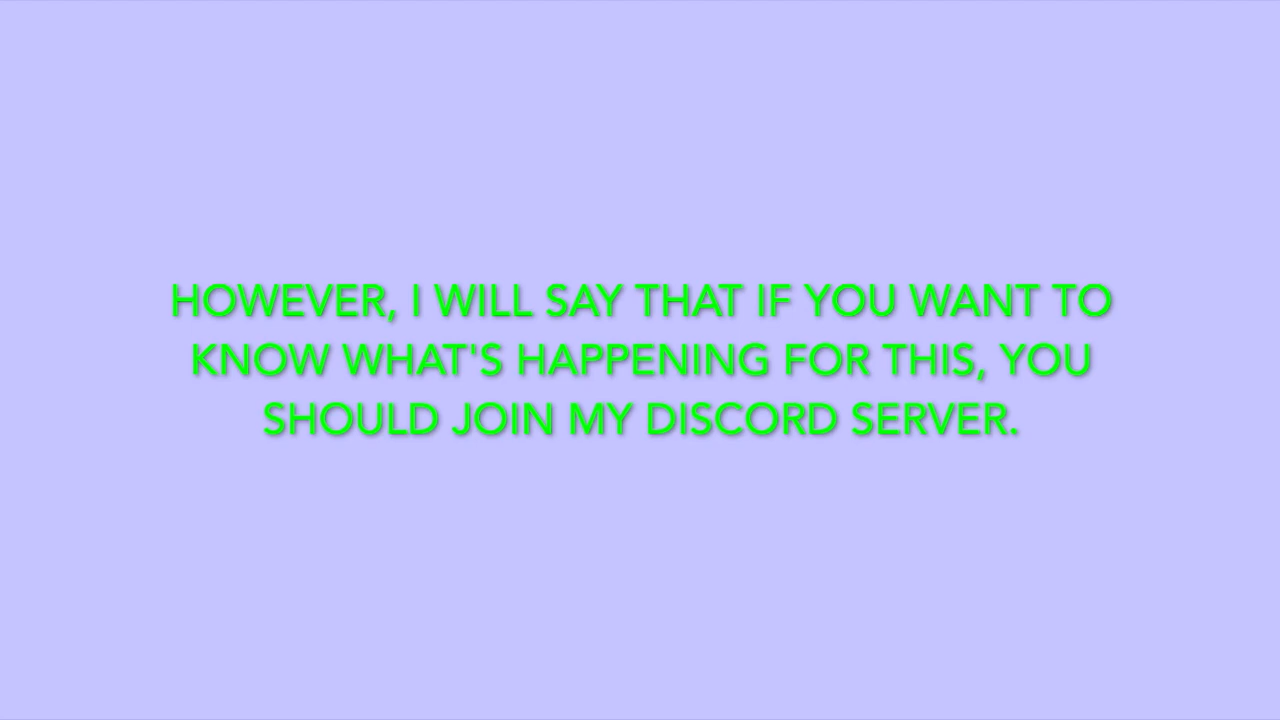 HOWEVER, I WILL SAY THAT IF YOU WANT TO
KNOW WHAT'S HAPPENING FOR THIS, YOU
SHOULD JOIN MY DISCORD SERVER.